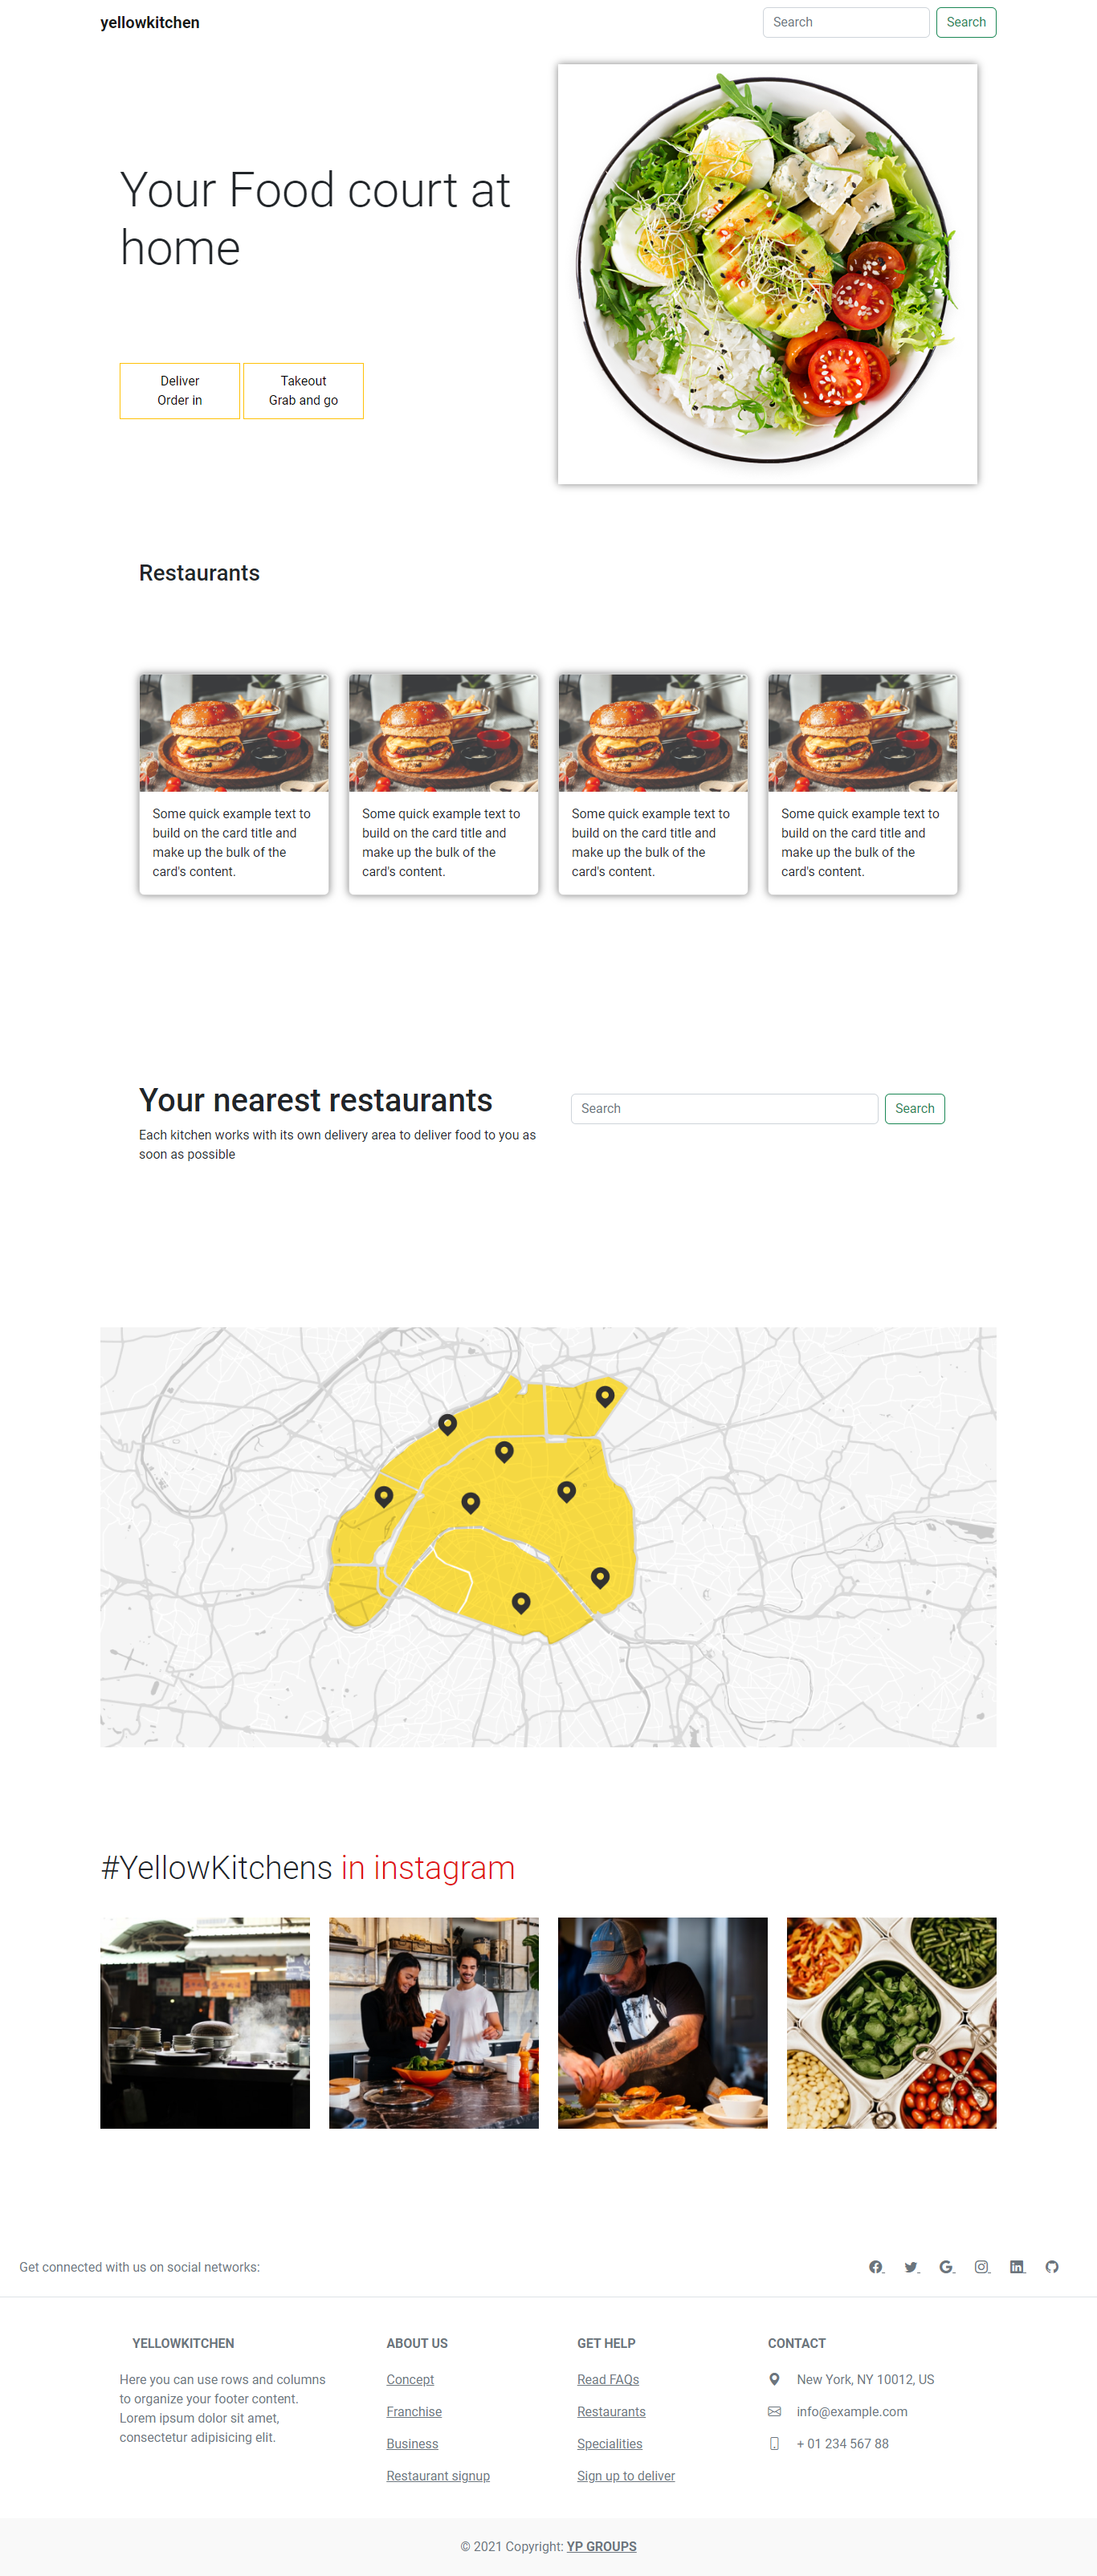 yellowkitchen
Search
Search
Your Food court at
home
Deliver
Order in
Takeout
Grab and go
Restaurants
Some quick example text to
build on the card title and
make up the bulk of the
card's content.
Some quick example text to
build on the card title and
make up the bulk of the
card's content.
Some quick example text to
build on the card title and
make up the bulk of the
card's content.
Some quick example text to
build on the card title and
make up the bulk of the
card's content.
Your nearest restaurants
Each kitchen works with its own delivery area to deliver food to you as
soon as possible
Search
Search
#YellowKitchens in instagram
Get connected with us on social networks:
YELLOWKITCHEN
Here you can use rows and columns
to organize your footer content.
Lorem ipsum dolor sit amet,
consectetur adipisicing elit.
ABOUT US
Concept
Franchise
Business
Restaurant signup
GET HELP
Read FAQs
Restaurants
Specialities
Sign up to deliver
CONTACT
New York, NY 10012, US
info@example.com
+ 01 234 567 88
© 2021 Copyright: YP GROUPS